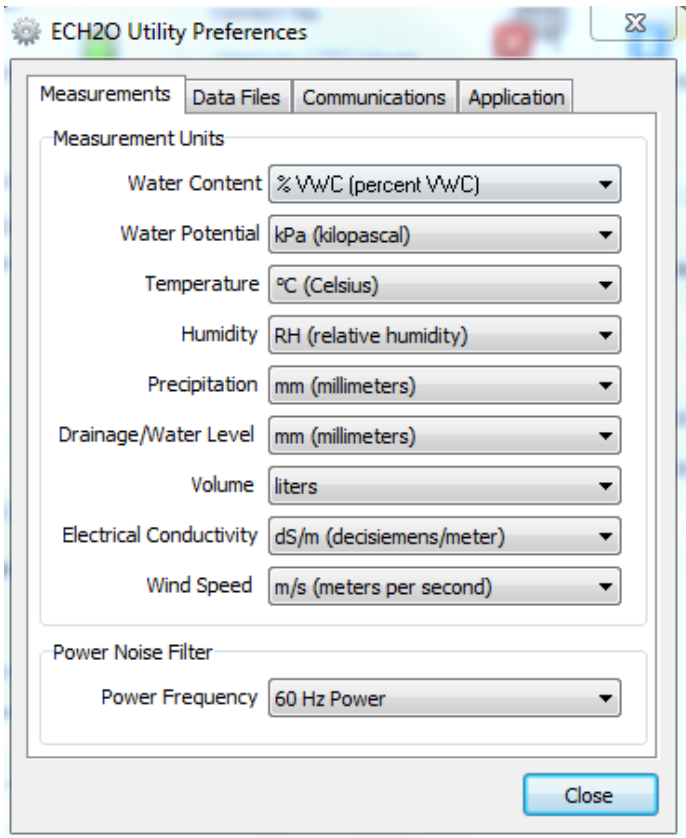 ECH2O Utility Preferences
Measurements Data Files Communications Application
Measurement Units
Water Content % VWC (percent VWC)
Water Potential kPa (kilopascal)
Temperature ºC (Celsius)
Humidity RH (relative humidity)
Precipitation mm (millimeters)
Drainage/Water Level mm (millimeters)
Volume liters
Electrical Conductivity dS/m (decisiemens/meter)
Wind Speed m/s (meters per second)
Power Noise Filter
Power Frequency 60 Hz Power
Close